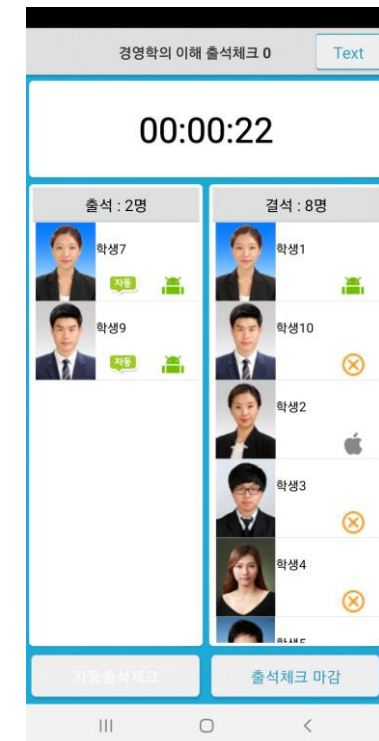 경영학의 이해 출석체크 0
Text
00:00:22
출석 : 2명
학생7
자동
학생9
자동
결석 : 8명
학생1
학생10
학생2
학생3
학생4
학생5
자동출석체크
출석체크 마감